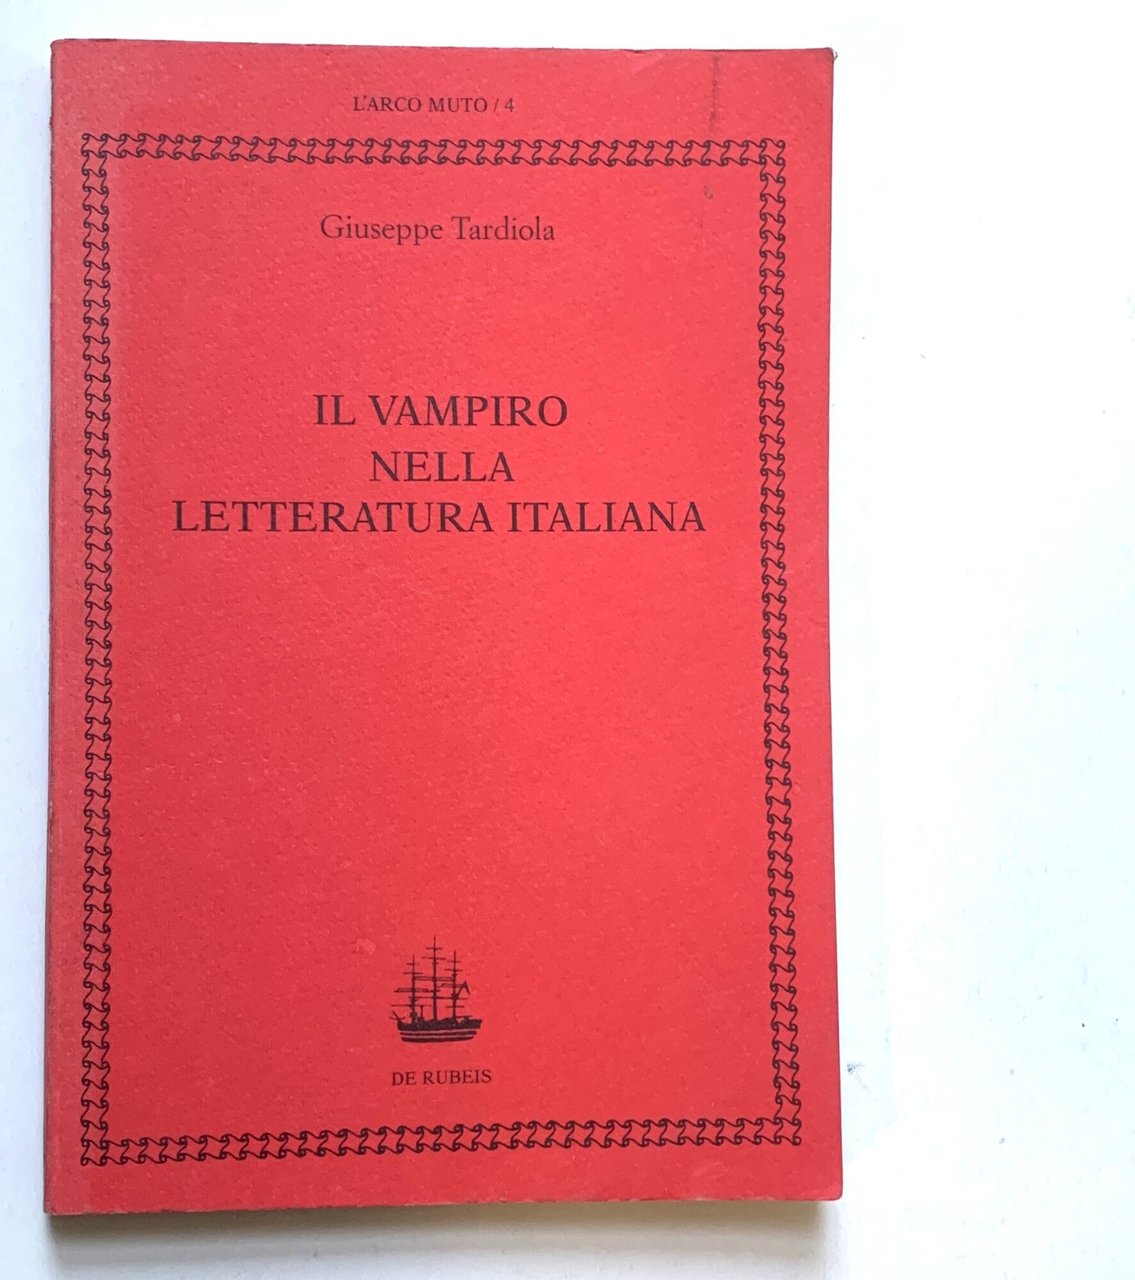 L'ARCO MUTO / 4
Giuseppe Tardiola
IL VAMPIRO
NELLA
LETTERATURA ITALIANA
DE RUBEIS